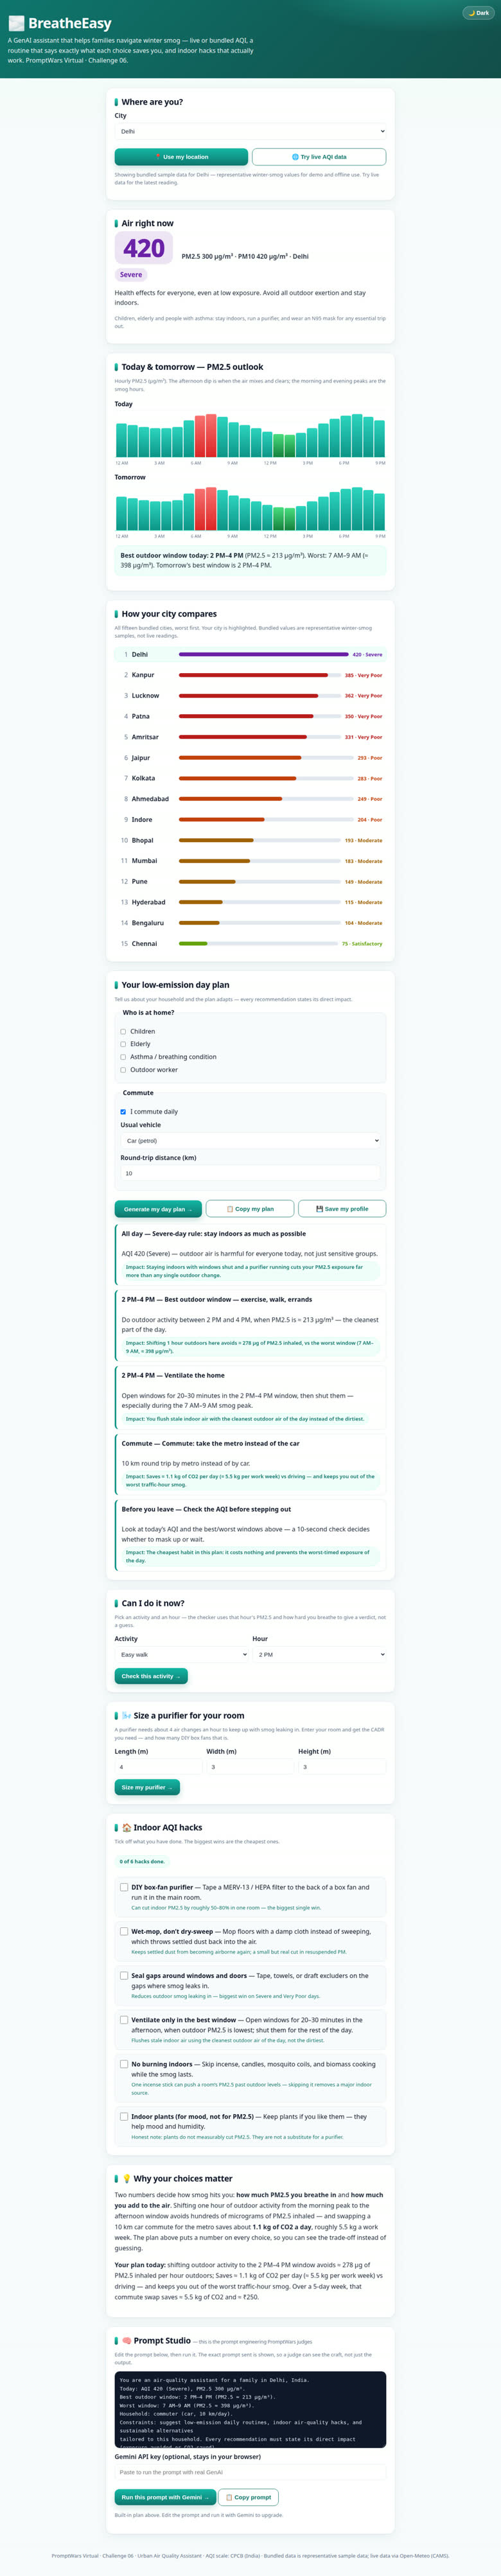 🌫️ BreatheEasy
🌙 Dark
A GenAI assistant that helps families navigate winter smog — live or bundled AQI, a
routine that says exactly what each choice saves you, and indoor hacks that actually
work. PromptWars Virtual · Challenge 06.
Where are you?
City
Delhi
📍 Use my location
🌐 Try live AQI data
Showing bundled sample data for Delhi — representative winter-smog values for demo and offline use. Try live
data for the latest reading.
Air right now
420
PM2.5 300 µg/m³ · PM10 420 µg/m³ · Delhi
Severe
Health effects for everyone, even at low exposure. Avoid all outdoor exertion and stay
indoors.
Children, elderly and people with asthma: stay indoors, run a purifier, and wear an N95 mask for any essential trip
out.
Today & tomorrow — PM2.5 outlook
Hourly PM2.5 (µg/m³). The afternoon dip is when the air mixes and clears; the morning and evening peaks are the
smog hours.
Today
12 AM 3 AM 6 AM 9 AM 12 PM 3 PM 6 PM 9 PM
Tomorrow
12 AM 3 AM 6 AM 9 AM 12 PM 3 PM 6 PM 9 PM
Best outdoor window today: 2 PM–4 PM (PM2.5 ≈ 213 µg/m³). Worst: 7 AM–9 AM (≈
398 µg/m³). Tomorrow's best window is 2 PM–4 PM.
How your city compares
All fifteen bundled cities, worst first. Your city is highlighted. Bundled values are representative winter-smog
samples, not live readings.
1 Delhi 420 · Severe
2 Kanpur 385 · Very Poor
3 Lucknow 362 · Very Poor
4 Patna 350 · Very Poor
5 Amritsar 331 · Very Poor
6 Jaipur 293 · Poor
7 Kolkata 283 · Poor
8 Ahmedabad 249 · Poor
9 Indore 204 · Poor
10 Bhopal 193 · Moderate
11 Mumbai 183 · Moderate
12 Pune 149 · Moderate
13 Hyderabad 115 · Moderate
14 Bengaluru 104 · Moderate
15 Chennai 75 · Satisfactory
Your low-emission day plan
Tell us about your household and the plan adapts — every recommendation states its direct impact.
Who is at home?
Children
Elderly
Asthma / breathing condition
Outdoor worker
Commute
I commute daily
Usual vehicle
Car (petrol)
Round-trip distance (km)
10
Generate my day plan →
📋 Copy my plan
💾 Save my profile
All day — Severe-day rule: stay indoors as much as possible
AQI 420 (Severe) — outdoor air is harmful for everyone today, not just sensitive groups.
Impact: Staying indoors with windows shut and a purifier running cuts your PM2.5 exposure far
more than any single outdoor change.
2 PM–4 PM — Best outdoor window — exercise, walk, errands
Do outdoor activity between 2 PM and 4 PM, when PM2.5 is ≈ 213 µg/m³ — the cleanest
part of the day.
Impact: Shifting 1 hour outdoors here avoids ≈ 278 µg of PM2.5 inhaled, vs the worst window (7 AM–
9 AM, ≈ 398 µg/m³).
2 PM–4 PM — Ventilate the home
Open windows for 20–30 minutes in the 2 PM–4 PM window, then shut them —
especially during the 7 AM–9 AM smog peak.
Impact: You flush stale indoor air with the cleanest outdoor air of the day instead of the dirtiest.
Commute — Commute: take the metro instead of the car
10 km round trip by metro instead of by car.
Impact: Saves ≈ 1.1 kg of CO2 per day (≈ 5.5 kg per work week) vs driving — and keeps you out of the
worst traffic-hour smog.
Before you leave — Check the AQI before stepping out
Look at today's AQI and the best/worst windows above — a 10-second check decides
whether to mask up or wait.
Impact: The cheapest habit in this plan: it costs nothing and prevents the worst-timed exposure of
the day.
Can I do it now?
Pick an activity and an hour — the checker uses that hour's PM2.5 and how hard you breathe to give a verdict, not
a guess.
Activity
Hour
Easy walk
2 PM
Check this activity →
🌬️ Size a purifier for your room
A purifier needs about 4 air changes an hour to keep up with smog leaking in. Enter your room and get the CADR
you need — and how many DIY box fans that is.
Length (m)
Width (m)
Height (m)
4
3
3
Size my purifier →
🏠 Indoor AQI hacks
Tick off what you have done. The biggest wins are the cheapest ones.
0 of 6 hacks done.
DIY box-fan purifier — Tape a MERV-13 / HEPA filter to the back of a box fan and
run it in the main room.
Can cut indoor PM2.5 by roughly 50–80% in one room — the biggest single win.
Wet-mop, don't dry-sweep — Mop floors with a damp cloth instead of sweeping,
which throws settled dust back into the air.
Keeps settled dust from becoming airborne again; a small but real cut in resuspended PM.
Seal gaps around windows and doors — Tape, towels, or draft excluders on the
gaps where smog leaks in.
Reduces outdoor smog leaking in — biggest win on Severe and Very Poor days.
Ventilate only in the best window — Open windows for 20–30 minutes in the
afternoon, when outdoor PM2.5 is lowest; shut them for the rest of the day.
Flushes stale indoor air using the cleanest outdoor air of the day, not the dirtiest.
No burning indoors — Skip incense, candles, mosquito coils, and biomass cooking
while the smog lasts.
One incense stick can push a room's PM2.5 past outdoor levels — skipping it removes a major indoor
source.
Indoor plants (for mood, not for PM2.5) — Keep plants if you like them — they
help mood and humidity.
Honest note: plants do not measurably cut PM2.5. They are not a substitute for a purifier.
💡 Why your choices matter
Two numbers decide how smog hits you: how much PM2.5 you breathe in and how much
you add to the air. Shifting one hour of outdoor activity from the morning peak to the
afternoon window avoids hundreds of micrograms of PM2.5 inhaled — and swapping a
10 km car commute for the metro saves about 1.1 kg of CO2 a day, roughly 5.5 kg a work
week. The plan above puts a number on every choice, so you can see the trade-off instead of
guessing.
Your plan today: shifting outdoor activity to the 2 PM–4 PM window avoids ≈ 278 µg of
PM2.5 inhaled per hour outdoors; Saves ≈ 1.1 kg of CO2 per day (≈ 5.5 kg per work week) vs
driving — and keeps you out of the worst traffic-hour smog. Over a 5-day week, that
commute swap saves ≈ 5.5 kg of CO2 and ≈ ₹250.
🧠 Prompt Studio — this is the prompt engineering PromptWars judges
Edit the prompt below, then run it. The exact prompt sent is shown, so a judge can see the craft, not just the
output.
You are an air-quality assistant for a family in Delhi, India.
Today: AQI 420 (Severe), PM2.5 300 µg/m³.
Best outdoor window: 2 PM–4 PM (PM2.5 ≈ 213 µg/m³).
Worst window: 7 AM–9 AM (PM2.5 ≈ 398 µg/m³).
Household: commuter (car, 10 km/day).
Constraints: suggest low-emission daily routines, indoor air-quality hacks, and
sustainable alternatives
tailored to this household. Every recommendation must state its direct impact
Gemini API key (optional, stays in your browser)
Paste to run the prompt with real GenAI
Run this prompt with Gemini →
📋 Copy prompt
Built-in plan above. Edit the prompt and run it with Gemini to upgrade.
PromptWars Virtual · Challenge 06 · Urban Air Quality Assistant · AQI scale: CPCB (India) · Bundled data is representative sample data; live data via Open-Meteo (CAMS).